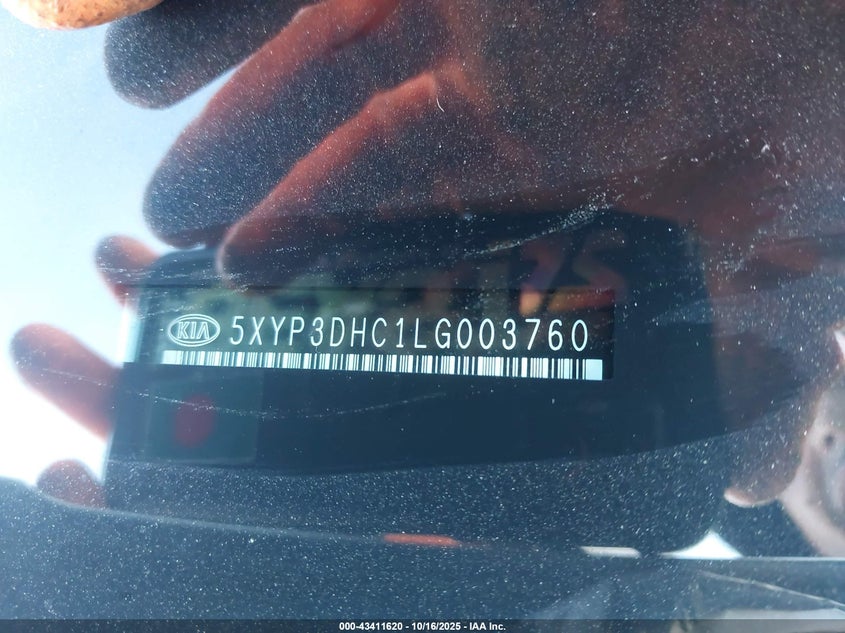 KIA 5XYP3DHC1LG003760
000-43411620 - 10/16/2025 - IAA Inc.